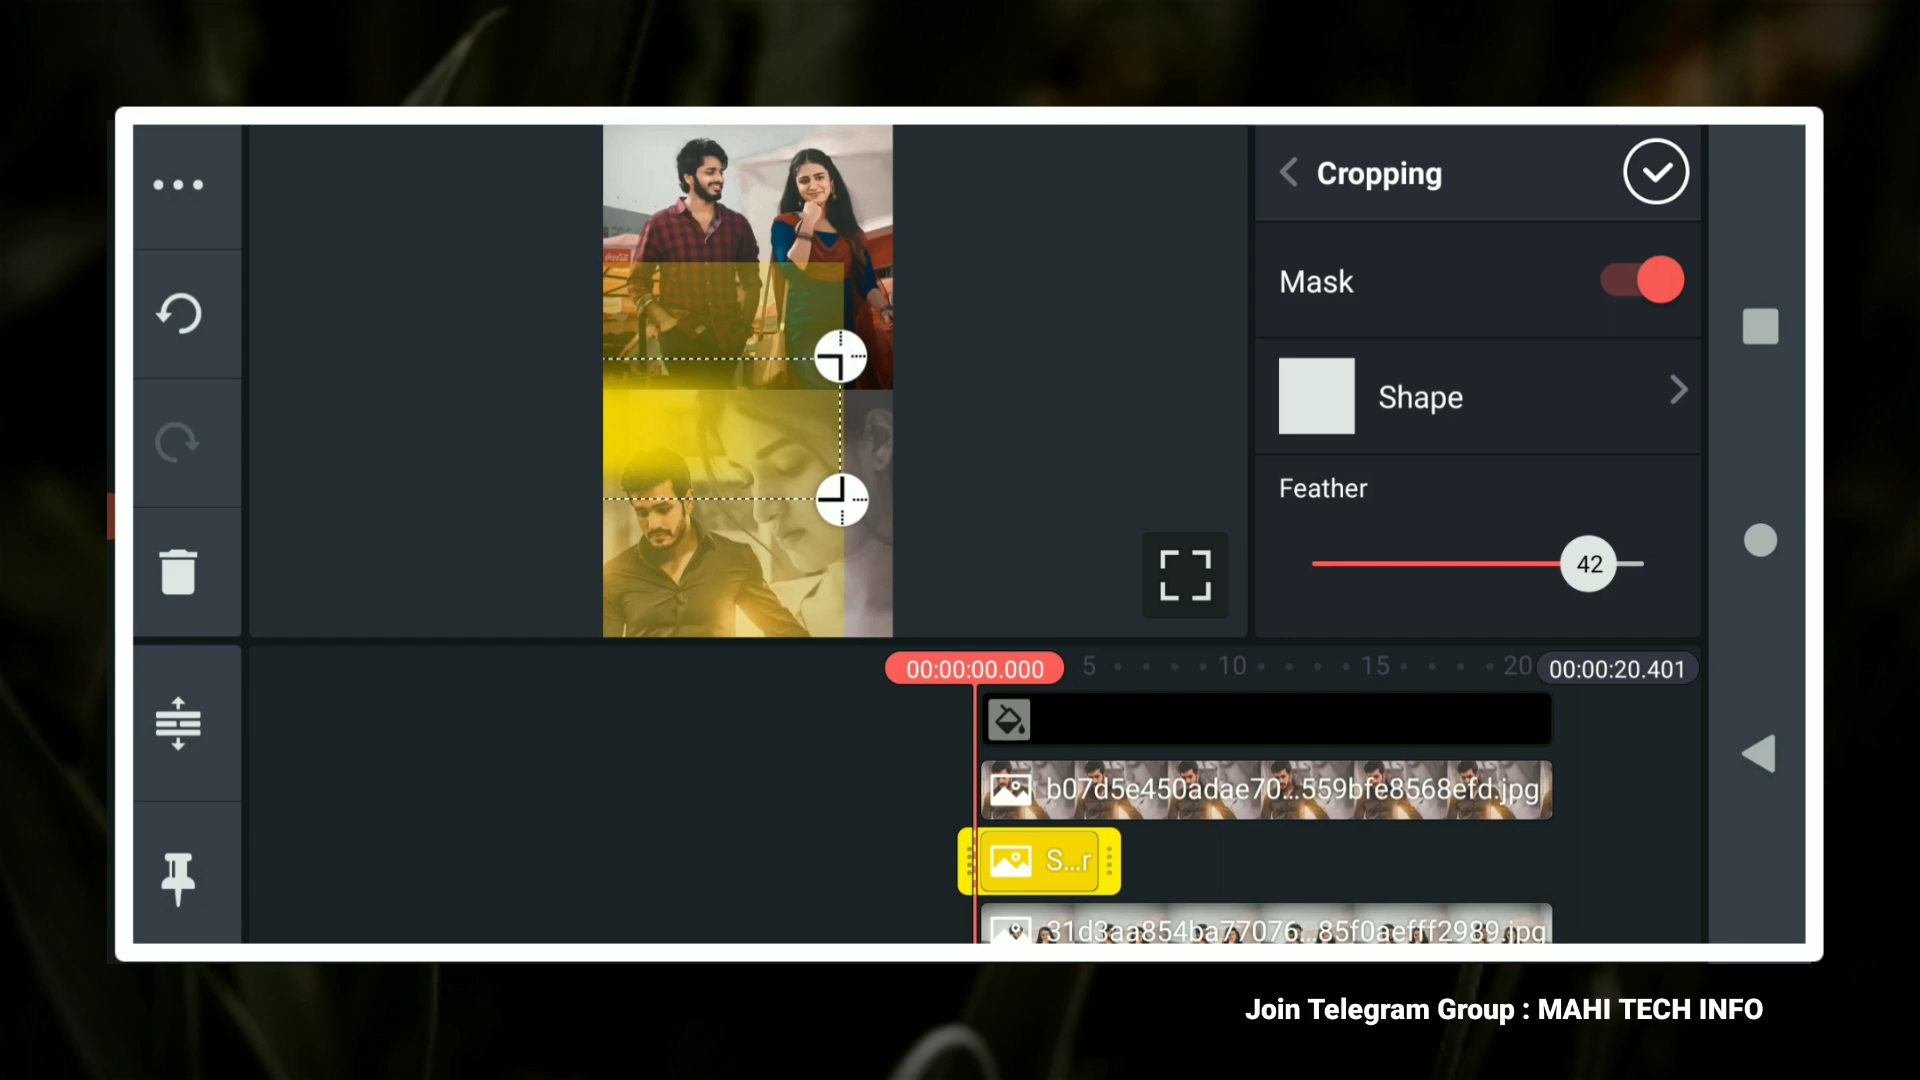 Cropping
Mask
Shape
Feather
42
00:00:00.000 5 10 15 20 00:00:20.401
b07d5e450adae70...559bfe8568efd.jpg
S...r
31d3aa854ba77076...85f0aefff2989.jpg
Join Telegram Group : MAHI TECH INFO